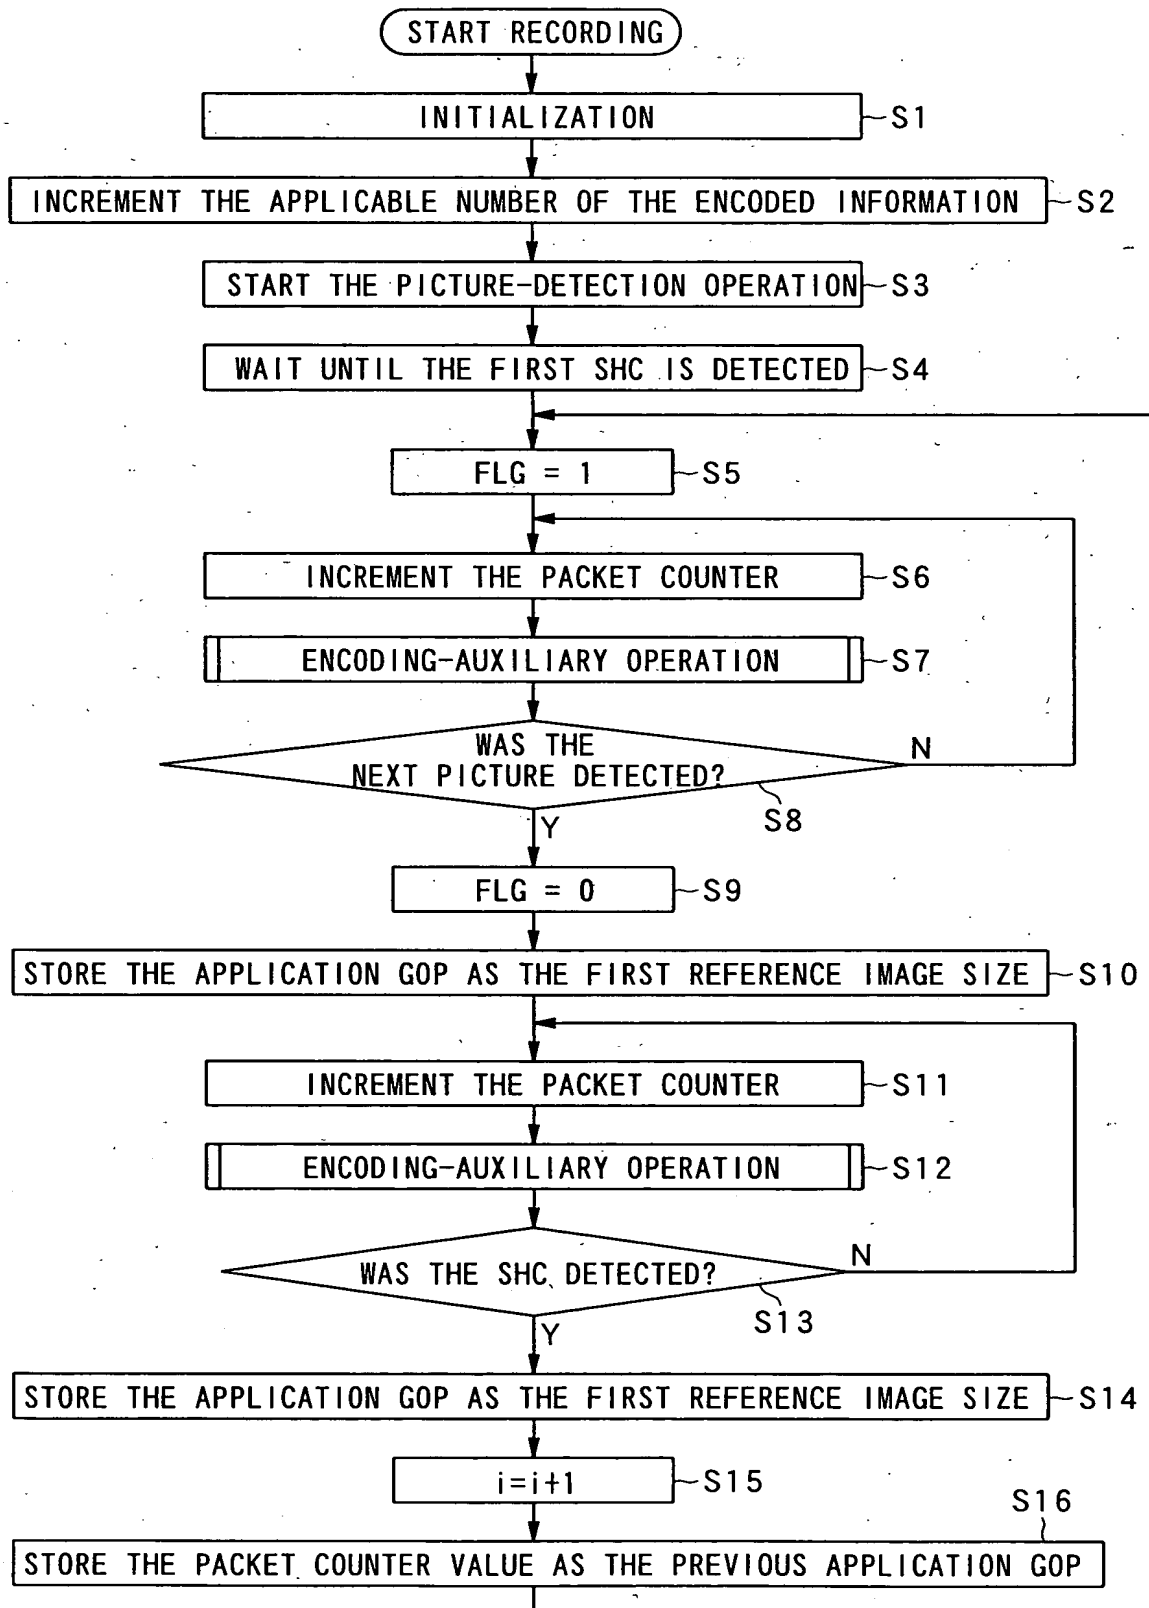 START RECORDING
INITIALIZATION
S1
INCREMENT THE APPLICABLE NUMBER OF THE ENCODED INFORMATION
S2
START THE PICTURE-DETECTION OPERATION
S3
WAIT UNTIL THE FIRST SHC IS DETECTED
S4
FLG = 1
S5
INCREMENT THE PACKET COUNTER
S6
ENCODING-AUXILIARY OPERATION
S7
WAS THE
NEXT PICTURE DETECTED?
N
S8
Y
FLG = 0
S9
STORE THE APPLICATION GOP AS THE FIRST REFERENCE IMAGE SIZE
S10
INCREMENT THE PACKET COUNTER
S11
ENCODING-AUXILIARY OPERATION
S12
WAS THE SHC DETECTED?
N
S13
Y
STORE THE APPLICATION GOP AS THE FIRST REFERENCE IMAGE SIZE
S14
i=i+1
S15
S16
STORE THE PACKET COUNTER VALUE AS THE PREVIOUS APPLICATION GOP